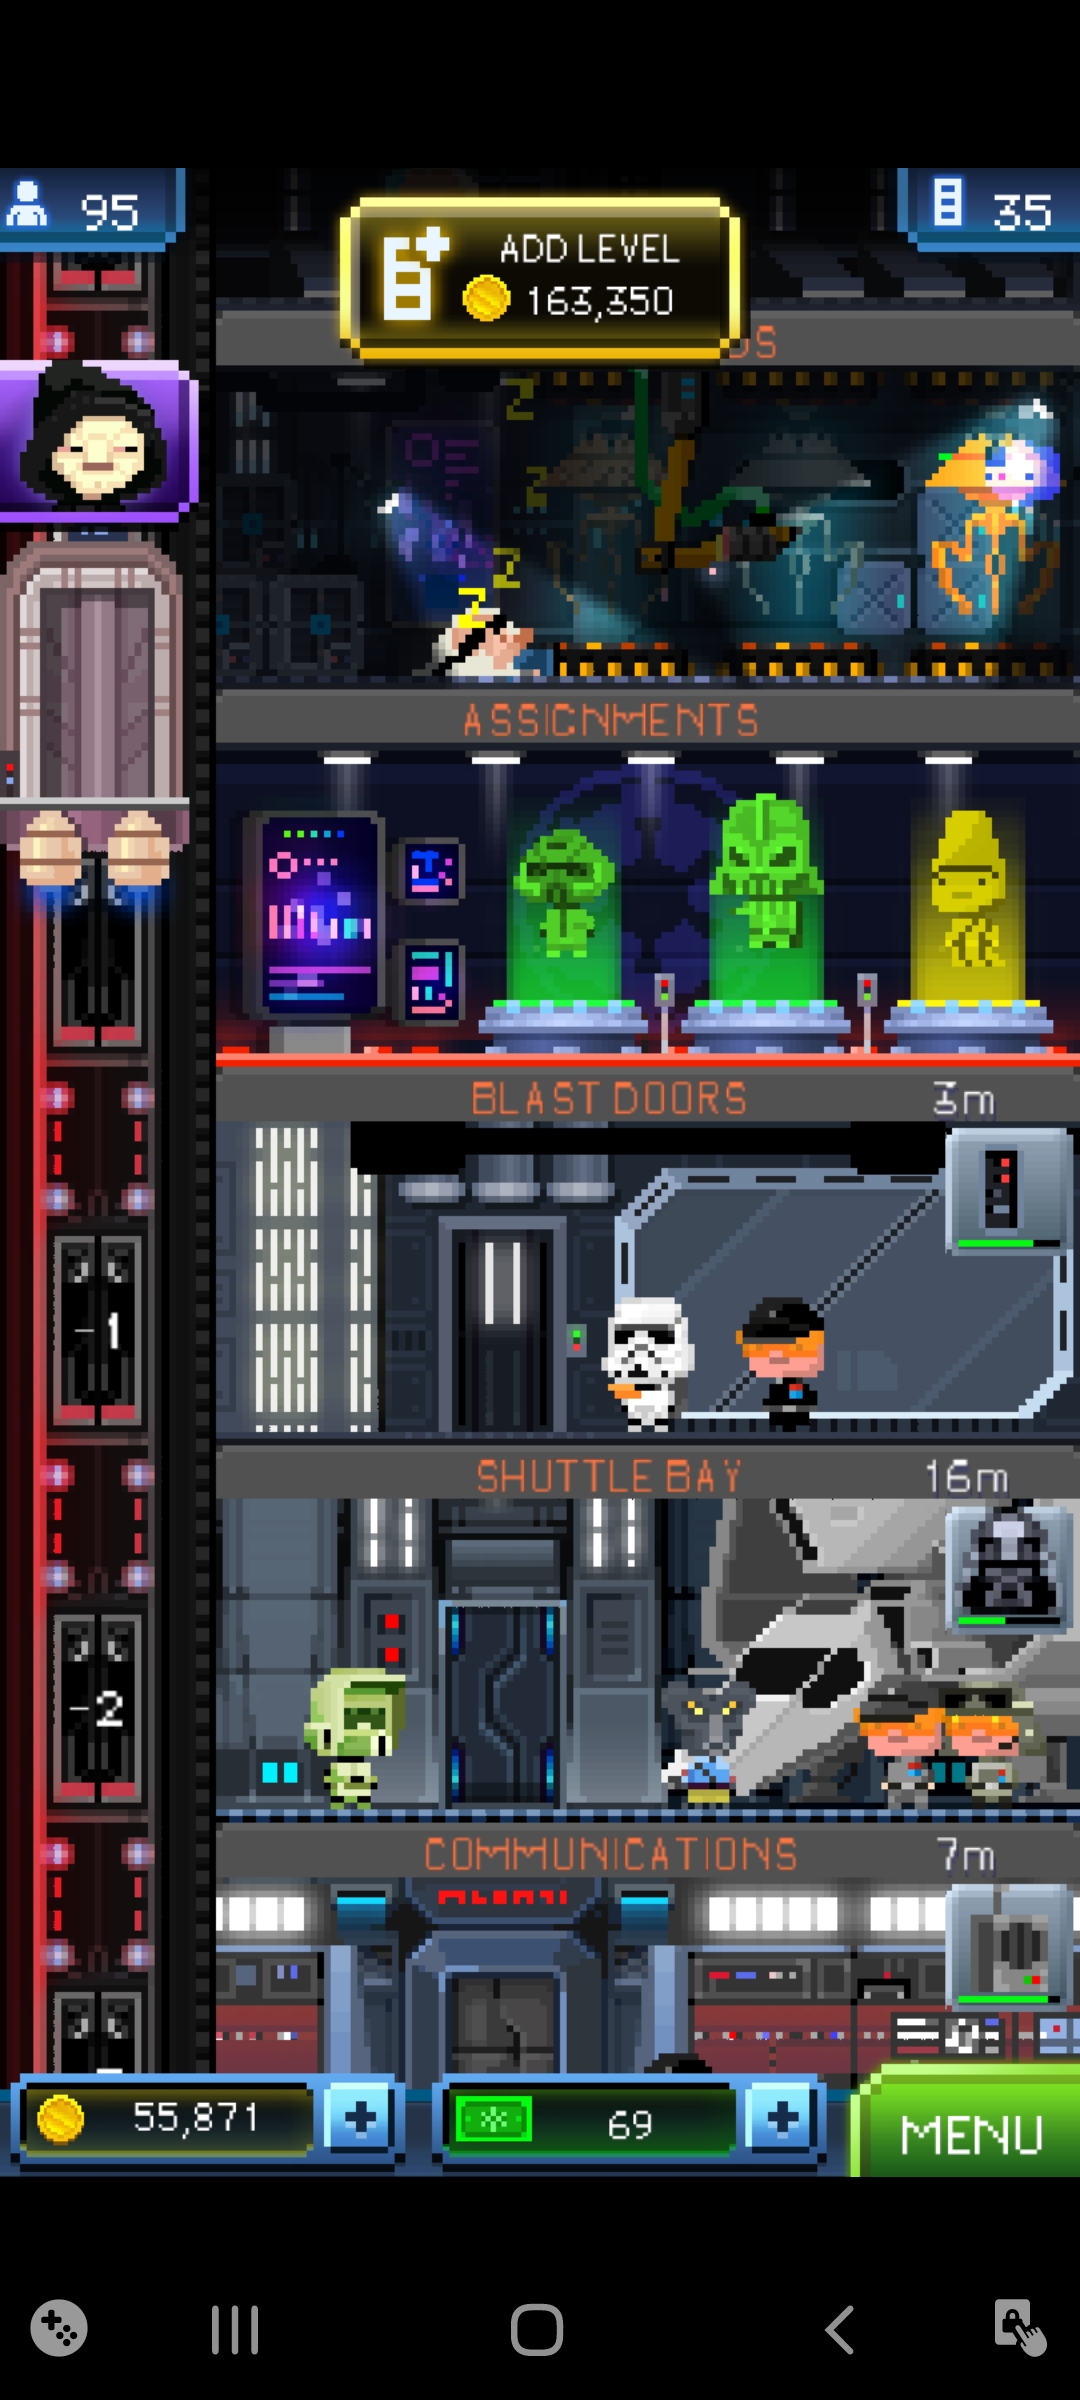 95
ADD LEVEL
163,350
35
Z
Z
Z
Z
ASSIGNMENTS
BLAST DOORS 3m
-1
SHUTTLE BAY 16m
-2
COMMUNICATIONS 7m
55,871
69
MENU